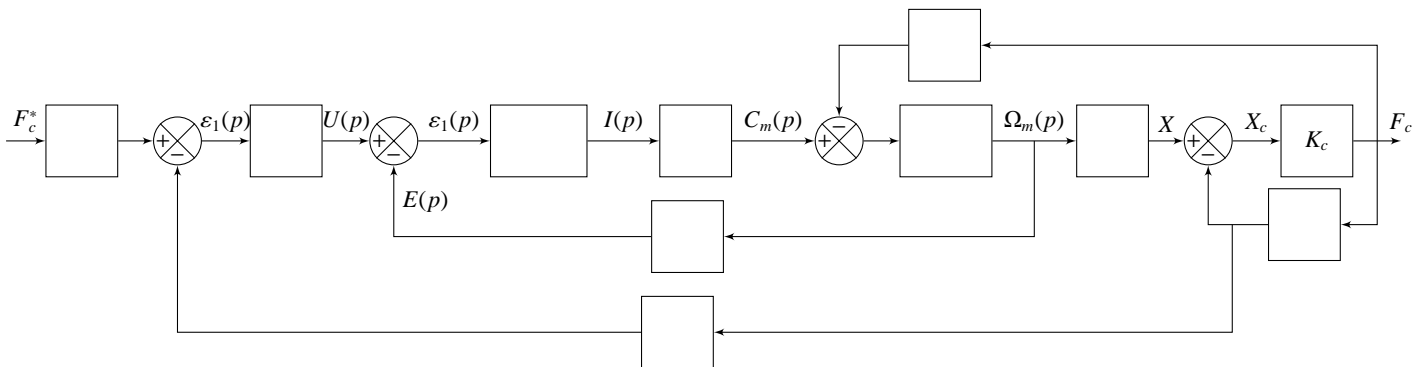 F_c^*
ε_1(p)
U(p)
ε_1(p)
I(p)
C_m(p)
Ω_m(p)
X
X_c
K_c
F_c
E(p)